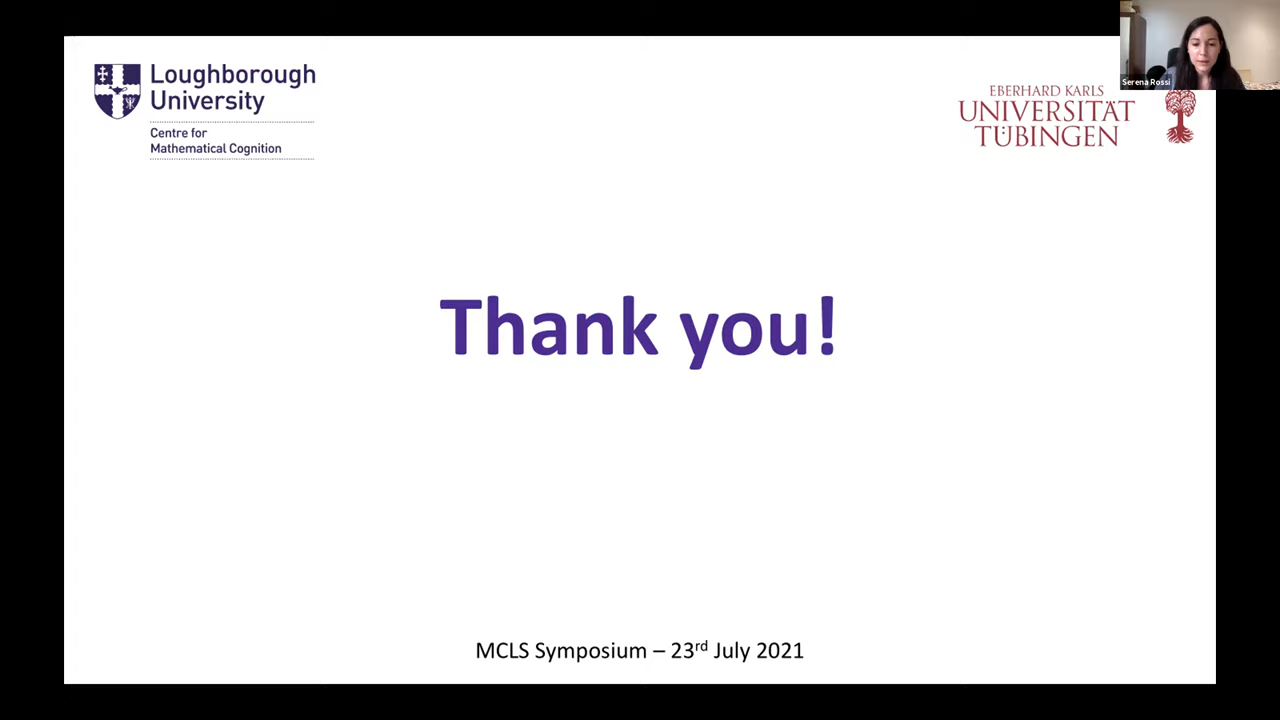 Loughborough
University
Centre for
Mathematical Cognition
EBERHARD KARLS
UNIVERSITÄT
TÜBINGEN
Serena Rossi
Thank you!
MCLS Symposium – 23rd July 2021